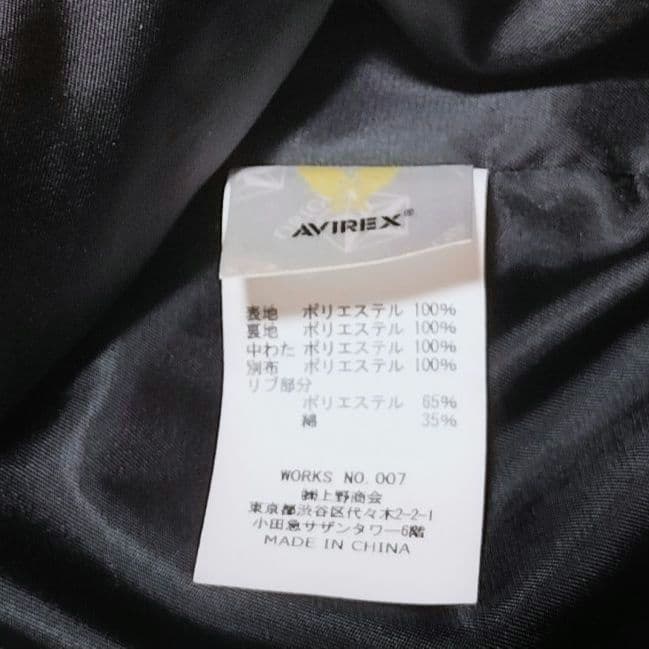 AVIREX®
表地 ポリエステル 100%
裏地 ポリエステル 100%
中わた ポリエステル 100%
別布 ポリエステル 100%
リブ部分
ポリエステル 65%
綿 35%
WORKS NO.007
㈱上野商会
東京都渋谷区代々木2-2-1
小田急サザンタワー6階
MADE IN CHINA